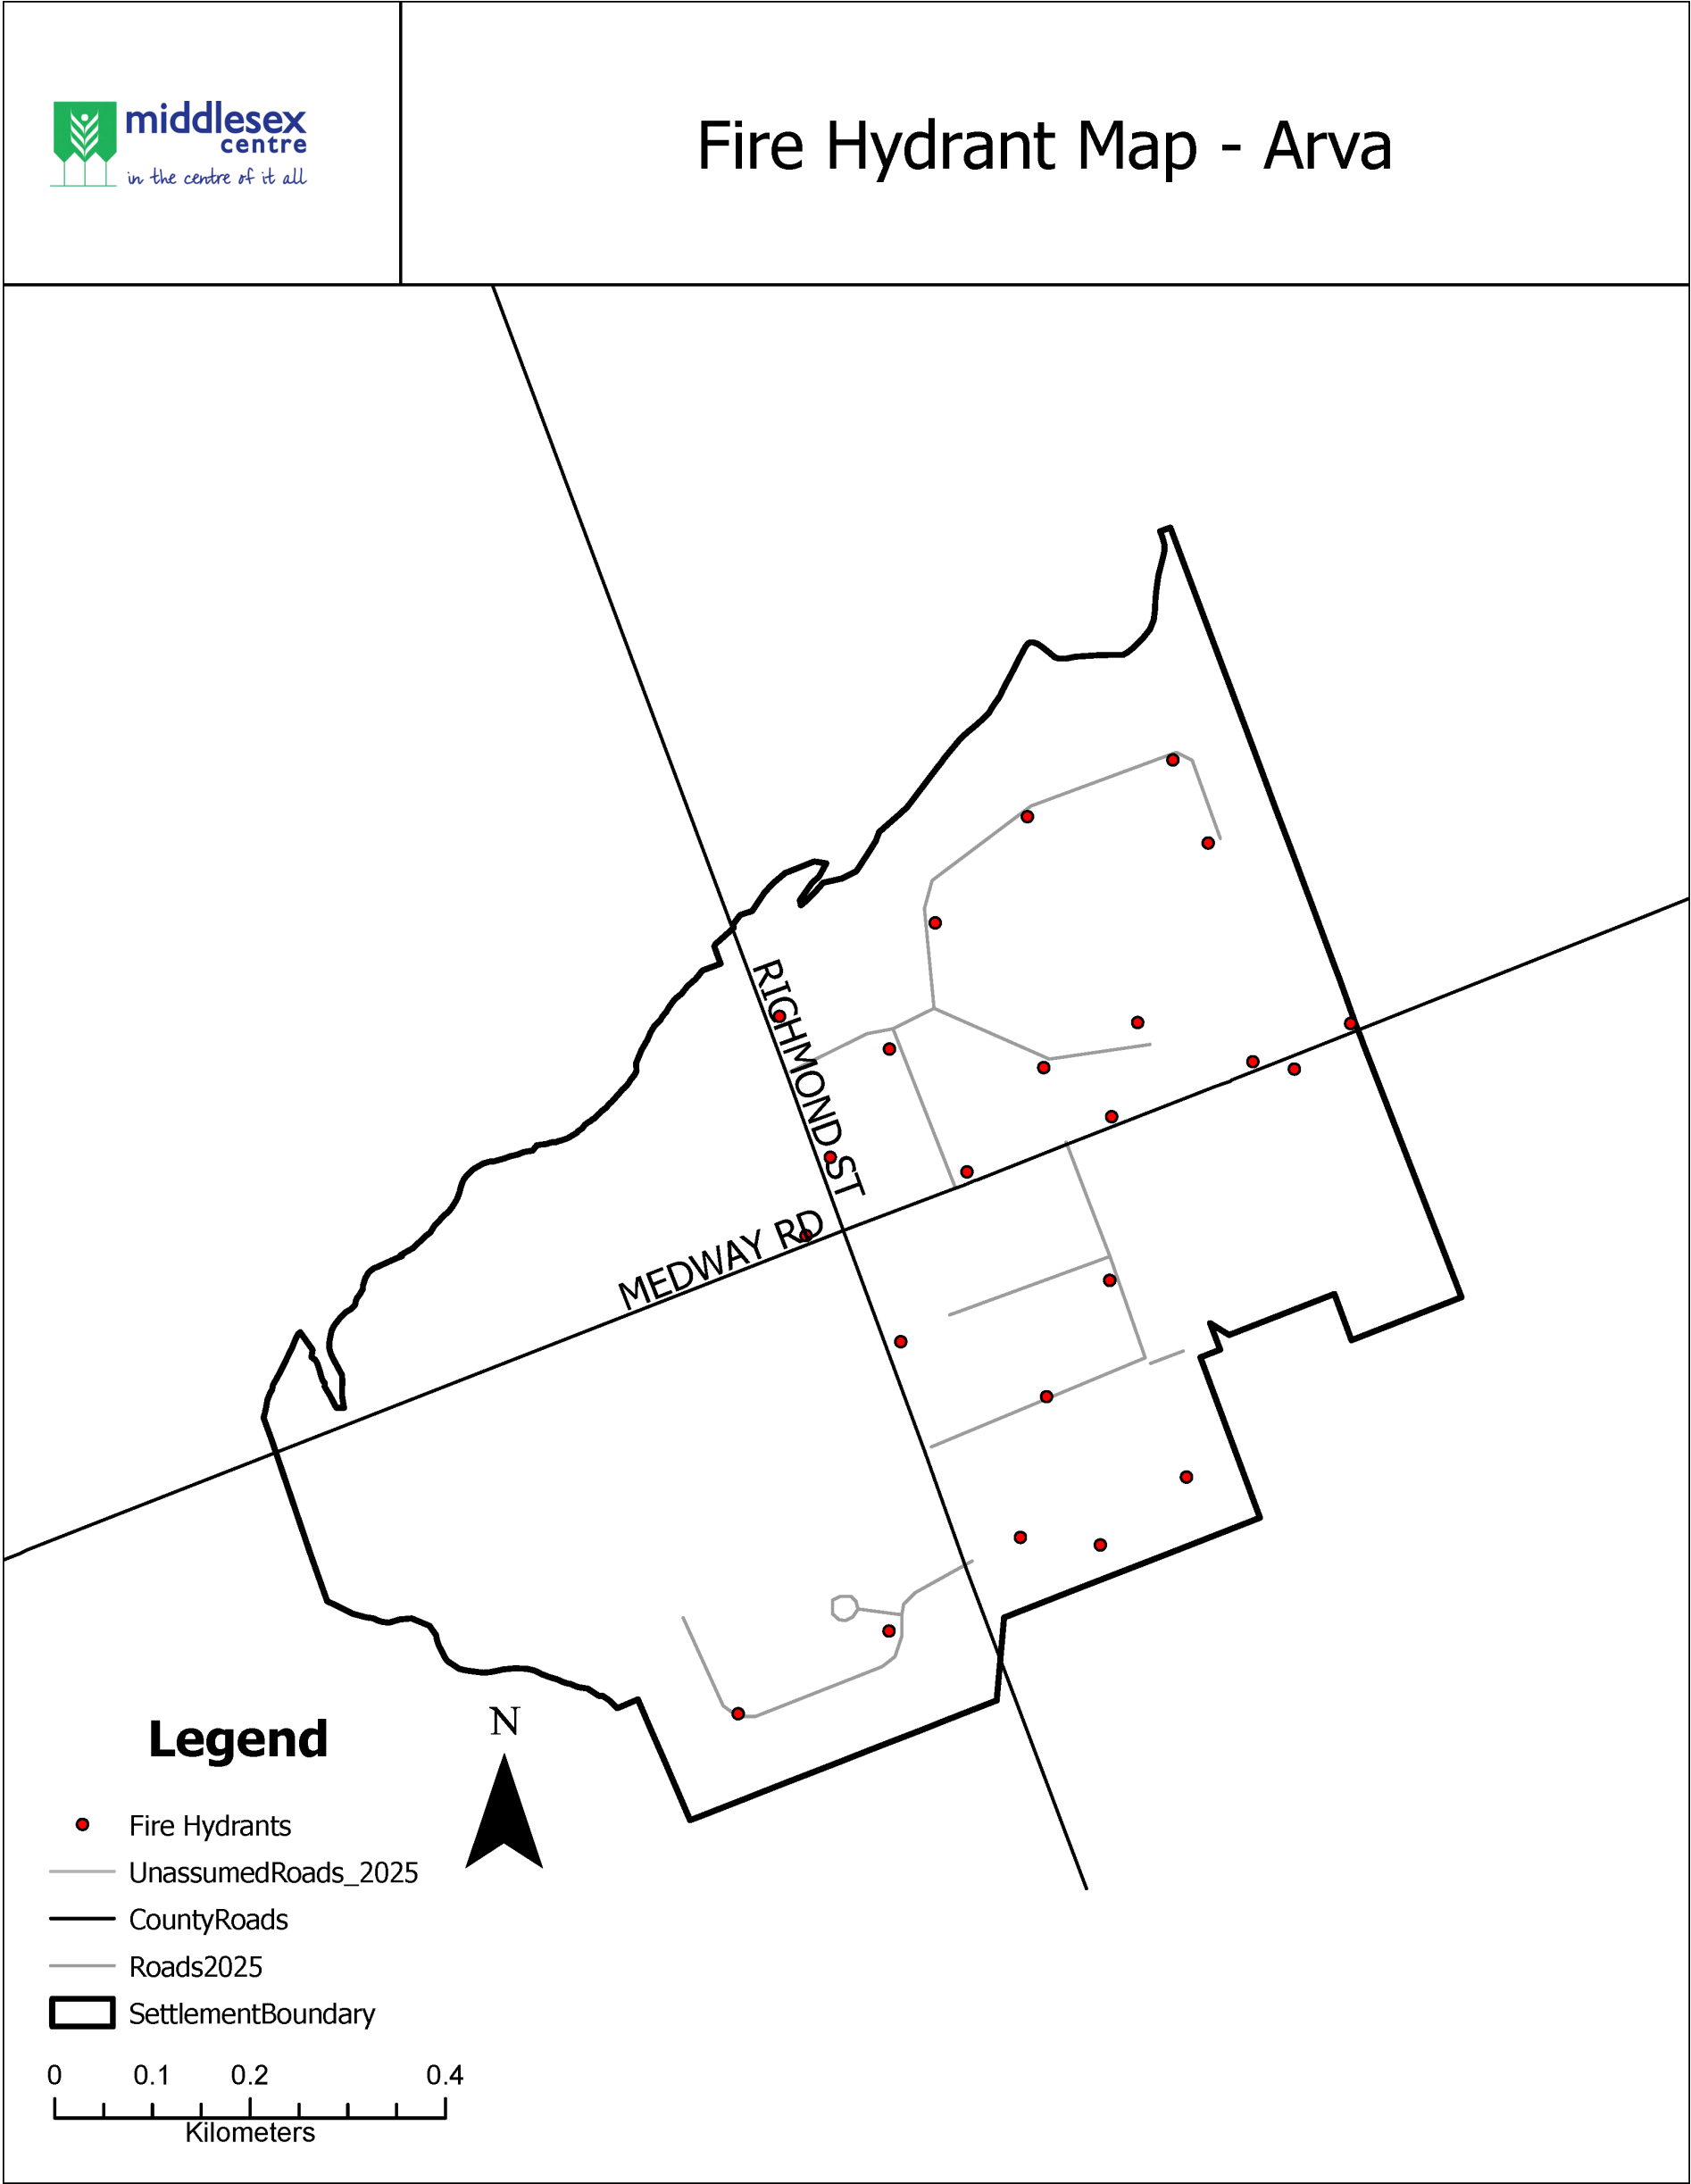 middlesex
centre
in the centre of it all
Fire Hydrant Map - Arva
RICHMOND ST
MEDWAY RD
N
Legend
Fire Hydrants
UnassumedRoads_2025
CountyRoads
Roads2025
SettlementBoundary
0 0.1 0.2 0.4
Kilometers